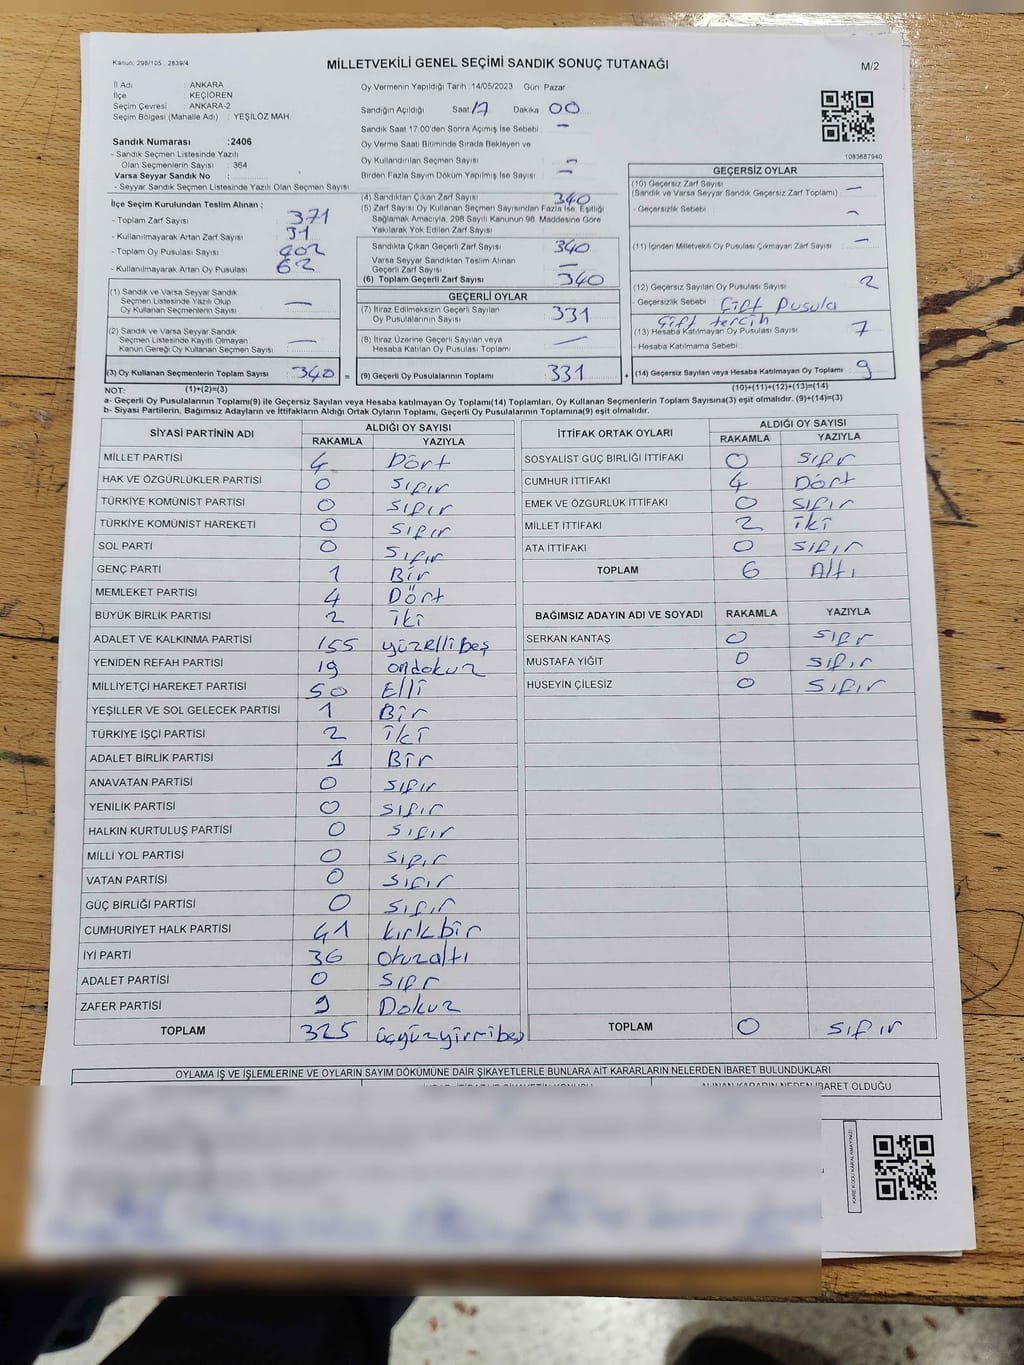 Kanun: 298/105 , 2839/4
MİLLETVEKİLİ GENEL SEÇİMİ SANDIK SONUÇ TUTANAĞI
M/2
İl Adı : ANKARA
İlçe : KEÇİÖREN
Seçim Çevresi : ANKARA-2
Seçim Bölgesi (Mahalle Adı) : YEŞİLÖZ MAH.
Sandık Numarası :2406
- Sandık Seçmen Listesinde Yazılı
Olan Seçmenlerin Sayısı : 364
Varsa Seyyar Sandık No :
- Seyyar Sandık Seçmen Listesinde Yazılı Olan Seçmen Sayısı
İlçe Seçim Kurulundan Teslim Alınan :
- Toplam Zarf Sayısı : 371
- Kullanılmayarak Artan Zarf Sayısı : 31
- Toplam Oy Pusulası Sayısı : 402
- Kullanılmayarak Artan Oy Pusulası : 62
(1) Sandık ve Varsa Seyyar Sandık
Seçmen Listesinde Yazılı Olup
Oy Kullanan Seçmenlerin Sayısı : —
(2) Sandık ve Varsa Seyyar Sandık
Seçmen Listesinde Kayıtlı Olmayan
Kanun Gereği Oy Kullanan Seçmen Sayısı : —
(3) Oy Kullanan Seçmenlerin Toplam Sayısı : 340 =
Oy Vermenin Yapıldığı Tarih :14/05/2023 Gün: Pazar
Sandığın Açıldığı Saat: 17 Dakika: 00
Sandık Saat 17:00'den Sonra Açımış İse Sebebi : —
Oy Verme Saati Bitiminde Sırada Bekleyen ve
Oy Kullandırılan Seçmen Sayısı : —
Birden Fazla Sayım Döküm Yapılmış İse Sayısı : —
(4) Sandıktan Çıkan Zarf Sayısı : 340
(5) Zarf Sayısı Oy Kullanan Seçmen Sayısından Fazla İse, Eşitliği
Sağlamak Amacıyla, 298 Sayılı Kanunun 98. Maddesine Göre
Yakılarak Yok Edilen Zarf Sayısı :
Sandıkta Çıkan Geçerli Zarf Sayısı : 340
Varsa Seyyar Sandıktan Teslim Alınan
Geçerli Zarf Sayısı : —
(6) Toplam Geçerli Zarf Sayısı : 340
GEÇERLİ OYLAR
(7) İtiraz Edilmeksizin Geçerli Sayılan
Oy Pusulalarının Sayısı : 331
(8) İtiraz Üzerine Geçerli Sayılan veya
Hesaba Katılan Oy Pusulası Toplamı : —
(9) Geçerli Oy Pusulalarının Toplamı : 331 +
1083687940
GEÇERSİZ OYLAR
(10) Geçersiz Zarf Sayısı
(Sandık ve Varsa Seyyar Sandık Geçersiz Zarf Toplamı) : —
- Geçersizlik Sebebi : —
(11) İçinden Milletvekili Oy Pusulası Çıkmayan Zarf Sayısı : —
(12) Geçersiz Sayılan Oy Pusulası Sayısı : 2
- Geçersizlik Sebebi : Çift pusula
Çift tercih
(13) Hesaba Katılmayan Oy Pusulası Sayısı : 7
- Hesaba Katılmama Sebebi :
(14) Geçersiz Sayılan veya Hesaba Katılmayan Oy Toplamı : 9
NOT: (1)+(2)=(3) (10)+(11)+(12)+(13)=(14)
a- Geçerli Oy Pusulalarının Toplamı(9) ile Geçersiz Sayılan veya Hesaba katılmayan Oy Toplamı(14) Toplamları, Oy Kullanan Seçmenlerin Toplam Sayısına(3) eşit olmalıdır. (9)+(14)=(3)
b- Siyasi Partilerin, Bağımsız Adayların ve İttifakların Aldığı Ortak Oyların Toplamı, Geçerli Oy Pusulalarının Toplamına(9) eşit olmalıdır.
SİYASİ PARTİNİN ADI ALDIĞI OY SAYISI
RAKAMLA YAZIYLA
MİLLET PARTİSİ 4 Dört
HAK VE ÖZGÜRLÜKLER PARTİSİ 0 sıfır
TÜRKİYE KOMÜNİST PARTİSİ 0 sıfır
TÜRKİYE KOMÜNİST HAREKETİ 0 sıfır
SOL PARTİ 0 sıfır
GENÇ PARTİ 1 Bir
MEMLEKET PARTİSİ 4 Dört
BÜYÜK BİRLİK PARTİSİ 2 iki
ADALET VE KALKINMA PARTİSİ 155 yüzellibeş
YENİDEN REFAH PARTİSİ 19 ondokuz
MİLLİYETÇİ HAREKET PARTİSİ 50 Elli
YEŞİLLER VE SOL GELECEK PARTİSİ 1 Bir
TÜRKİYE İŞÇİ PARTİSİ 2 iki
ADALET BİRLİK PARTİSİ 1 Bir
ANAVATAN PARTİSİ 0 sıfır
YENİLİK PARTİSİ 0 sıfır
HALKIN KURTULUŞ PARTİSİ 0 sıfır
MİLLİ YOL PARTİSİ 0 sıfır
VATAN PARTİSİ 0 sıfır
GÜÇ BİRLİĞİ PARTİSİ 0 sıfır
CUMHURİYET HALK PARTİSİ 41 kırkbir
İYİ PARTİ 36 otuzaltı
ADALET PARTİSİ 0 sıfır
ZAFER PARTİSİ 9 Dokuz
TOPLAM 325 üçyüzyirmibeş
İTTİFAK ORTAK OYLARI ALDIĞI OY SAYISI
RAKAMLA YAZIYLA
SOSYALİST GÜÇ BİRLİĞİ İTTİFAKI 0 sıfır
CUMHUR İTTİFAKI 4 Dört
EMEK VE ÖZGÜRLÜK İTTİFAKI 0 sıfır
MİLLET İTTİFAKI 2 iki
ATA İTTİFAKI 0 sıfır
TOPLAM 6 Altı
BAĞIMSIZ ADAYIN ADI VE SOYADI RAKAMLA YAZIYLA
SERKAN KANTAŞ 0 sıfır
MUSTAFA YİĞİT 0 sıfır
HÜSEYİN ÇİLESİZ 0 sıfır
TOPLAM 0 sıfır
OYLAMA İŞ VE İŞLEMLERİNE VE OYLARIN SAYIM DÖKÜMÜNE DAİR ŞİKAYETLERLE BUNLARA AİT KARARLARIN NELERDEN İBARET BULUNDUKLARI
ALINAN KARARIN NEDEN İBARET OLDUĞU
KARE KODU KARALAMAYINIZ!